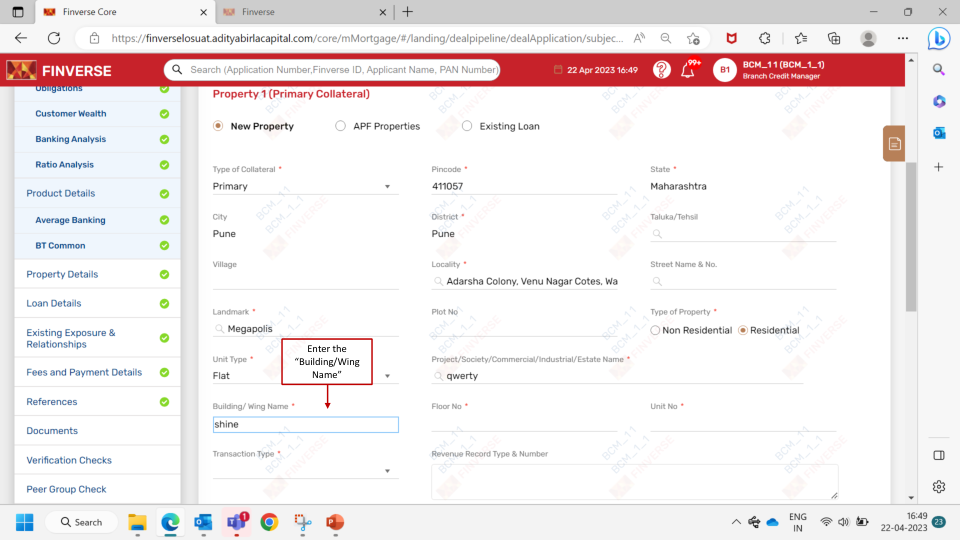 Finverse Core
Finverse
https://finverselosuat.adityabirlacapital.com/core/mMortgage/#/landing/dealpipeline/dealApplication/subjec...
FINVERSE
Search (Application Number,Finverse ID, Applicant Name, PAN Number)
22 Apr 2023 16:49
99+
B1
BCM_11 (BCM_1_1)
Branch Credit Manager
Obligations
Customer Wealth
Banking Analysis
Ratio Analysis
Product Details
Average Banking
BT Common
Property Details
Loan Details
Existing Exposure &
Relationships
Fees and Payment Details
References
Documents
Verification Checks
Peer Group Check
Property 1 (Primary Collateral)
New Property
APF Properties
Existing Loan
Type of Collateral *
Primary
Pincode *
411057
State *
Maharashtra
City
Pune
District *
Pune
Taluka/Tehsil
Village
Locality *
Adarsha Colony, Venu Nagar Cotes, Wa
Street Name & No.
Landmark *
Megapolis
Plot No
Type of Property *
Non Residential
Residential
Unit Type *
Flat
Enter the
“Building/Wing
Name”
Project/Society/Commercial/Industrial/Estate Name *
qwerty
Building/ Wing Name *
shine
Floor No *
Unit No *
Transaction Type *
Revenue Record Type & Number
Search
1
ENG
IN
16:49
22-04-2023
23